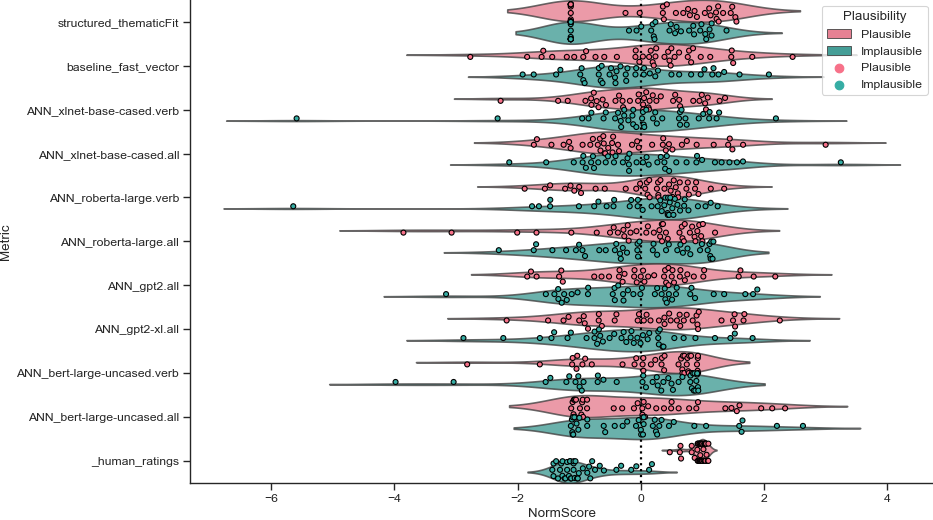 structured_thematicFit
baseline_fast_vector
ANN_xlnet-base-cased.verb
ANN_xlnet-base-cased.all
ANN_roberta-large.verb
ANN_roberta-large.all
ANN_gpt2.all
ANN_gpt2-xl.all
ANN_bert-large-uncased.verb
ANN_bert-large-uncased.all
_human_ratings
Metric
−6
−4
−2
0
2
4
NormScore
Plausibility
Plausible
Implausible
Plausible
Implausible